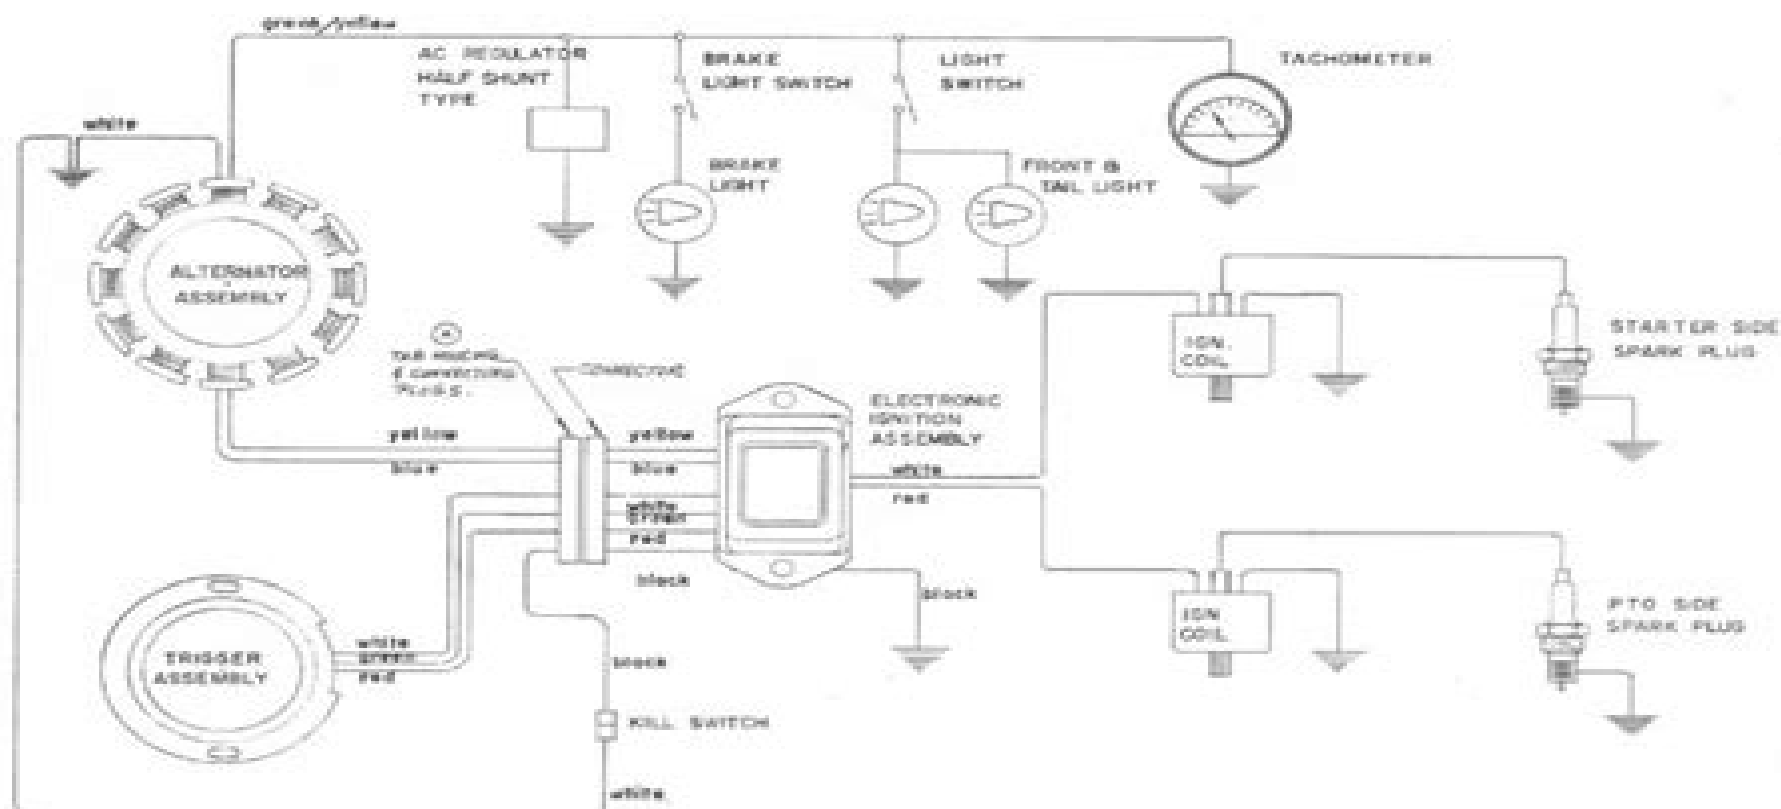 green/yellow
AC REGULATOR
HALF SHUNT
TYPE
BRAKE
LIGHT SWITCH
LIGHT
SWITCH
TACHOMETER
white
BRAKE
LIGHT
FRONT &
TAIL LIGHT
ALTERNATOR
ASSEMBLY
IGN.
COIL
STARTER SIDE
SPARK PLUG
PLUGS.
ELECTRONIC
IGNITION
ASSEMBLY
yellow
blue
yellow
blue
white
green
red
black
white
red
black
IGN
COIL
PTO SIDE
SPARK PLUG
TRIGGER
ASSEMBLY
white
green
red
black
KILL SWITCH
white